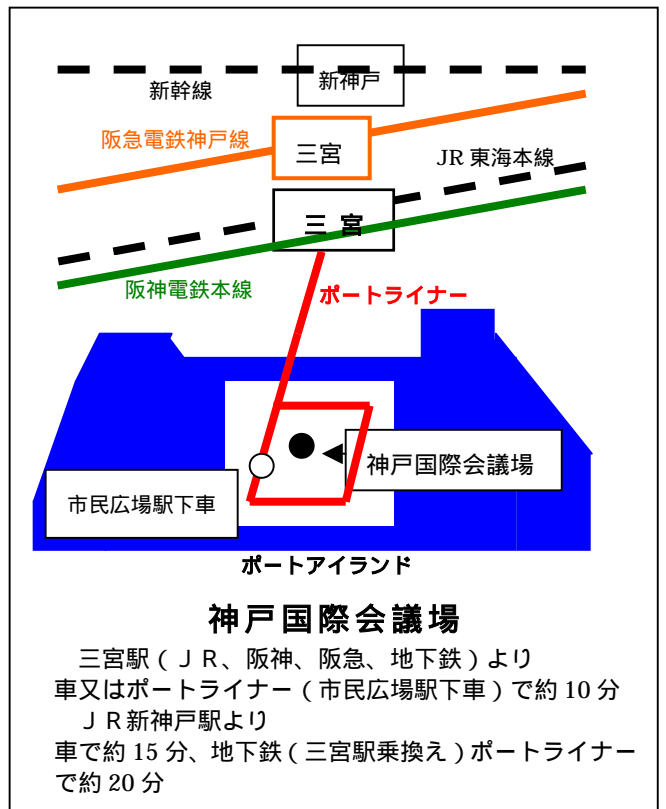 新神戸
新幹線
阪急電鉄神戸線
三宮
JR 東海本線
三 宮
阪神電鉄本線
ポートライナー
神戸国際会議場
市民広場駅下車
ポートアイランド
神戸国際会議場
三宮駅(JR、阪神、阪急、地下鉄)より
車又はポートライナー(市民広場駅下車)で約 10 分
JR新神戸駅より
車で約 15 分、地下鉄(三宮駅乗換え)ポートライナー
で約 20 分